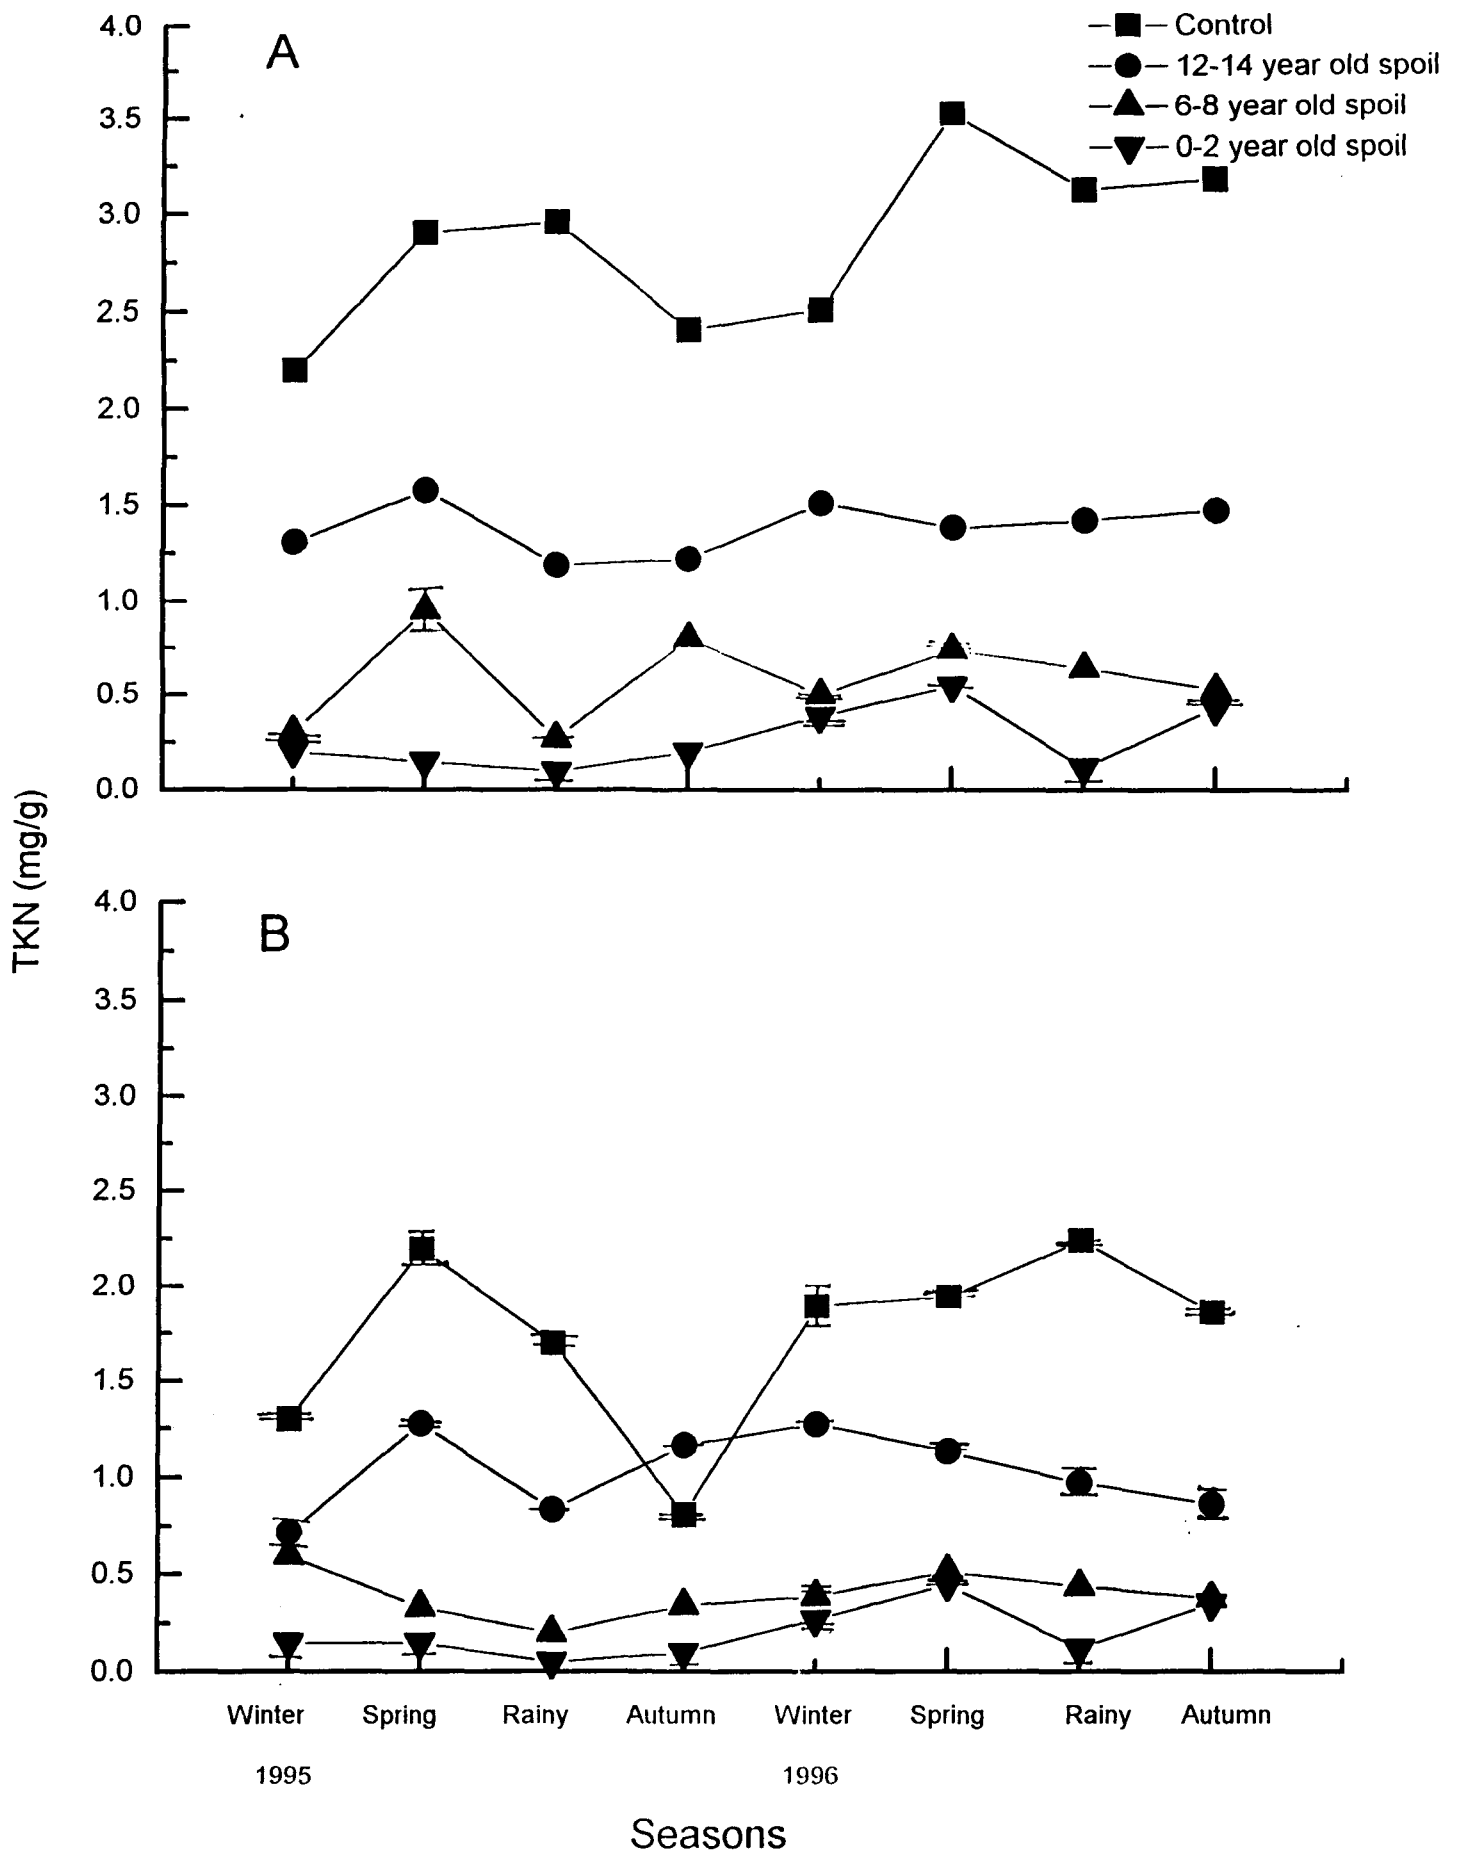 A
Control
12-14 year old spoil
6-8 year old spoil
0-2 year old spoil
4.0
3.5
3.0
2.5
2.0
1.5
1.0
0.5
0.0
TKN (mg/g)
B
4.0
3.5
3.0
2.5
2.0
1.5
1.0
0.5
0.0
Winter Spring Rainy Autumn Winter Spring Rainy Autumn
1995 1996
Seasons